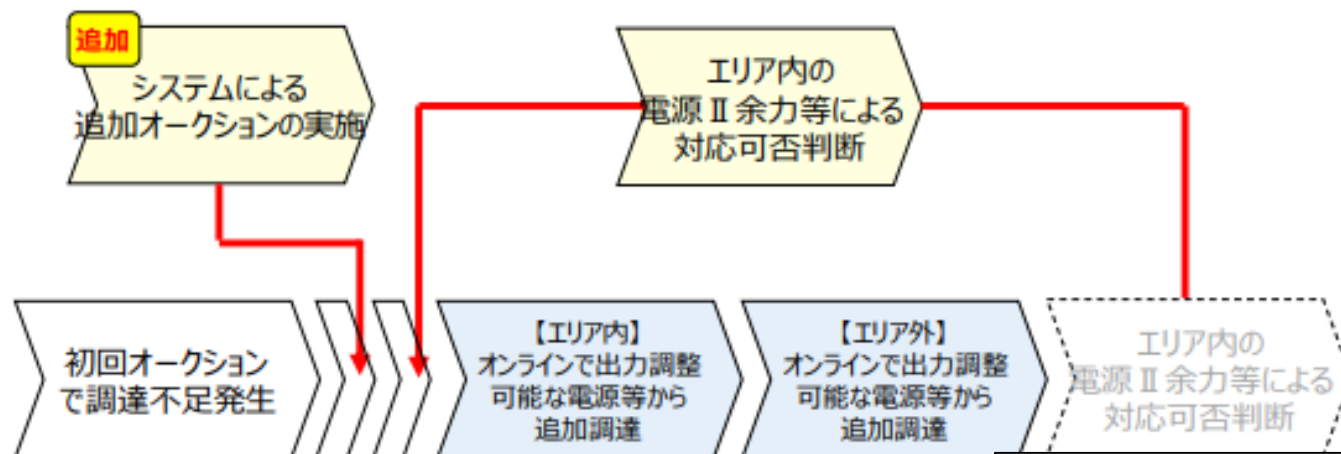 追加
システムによる
追加オークションの実施
エリア内の
電源Ⅱ余力等による
対応可否判断
初回オークション
で調達不足発生
【エリア内】
オンラインで出力調整
可能な電源等から
追加調達
【エリア外】
オンラインで出力調整
可能な電源等から
追加調達
エリア内の
電源Ⅱ余力等による
対応可否判断